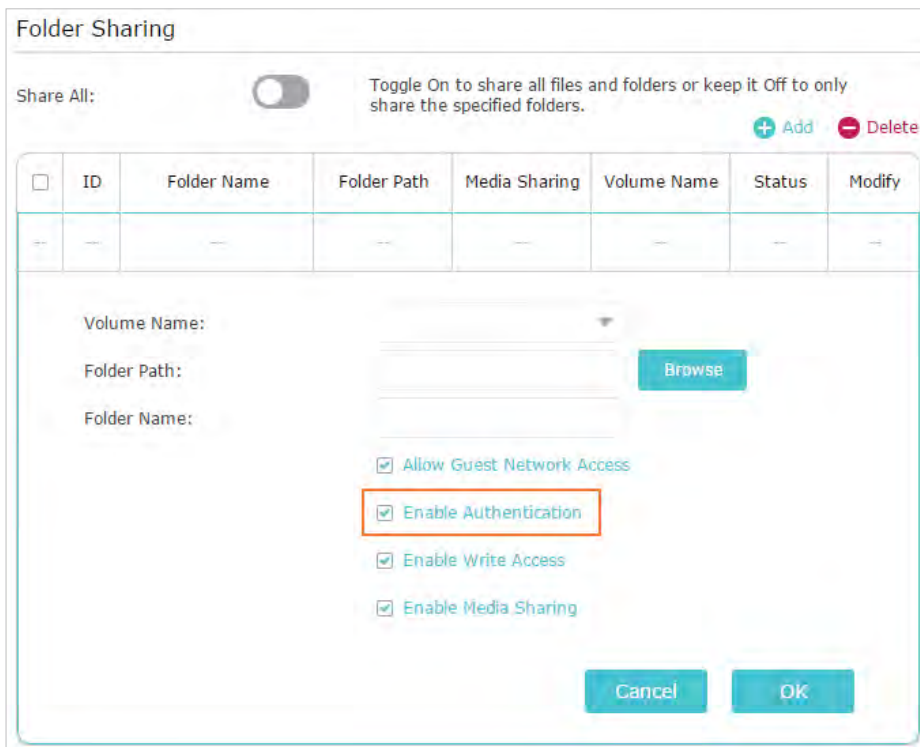 Folder Sharing
Share All:
Toggle On to share all files and folders or keep it Off to only
share the specified folders.
Add Delete
ID Folder Name Folder Path Media Sharing Volume Name Status Modify
-- -- -- -- -- -- -- --
Volume Name:
Folder Path: Browse
Folder Name:
Allow Guest Network Access
Enable Authentication
Enable Write Access
Enable Media Sharing
Cancel OK